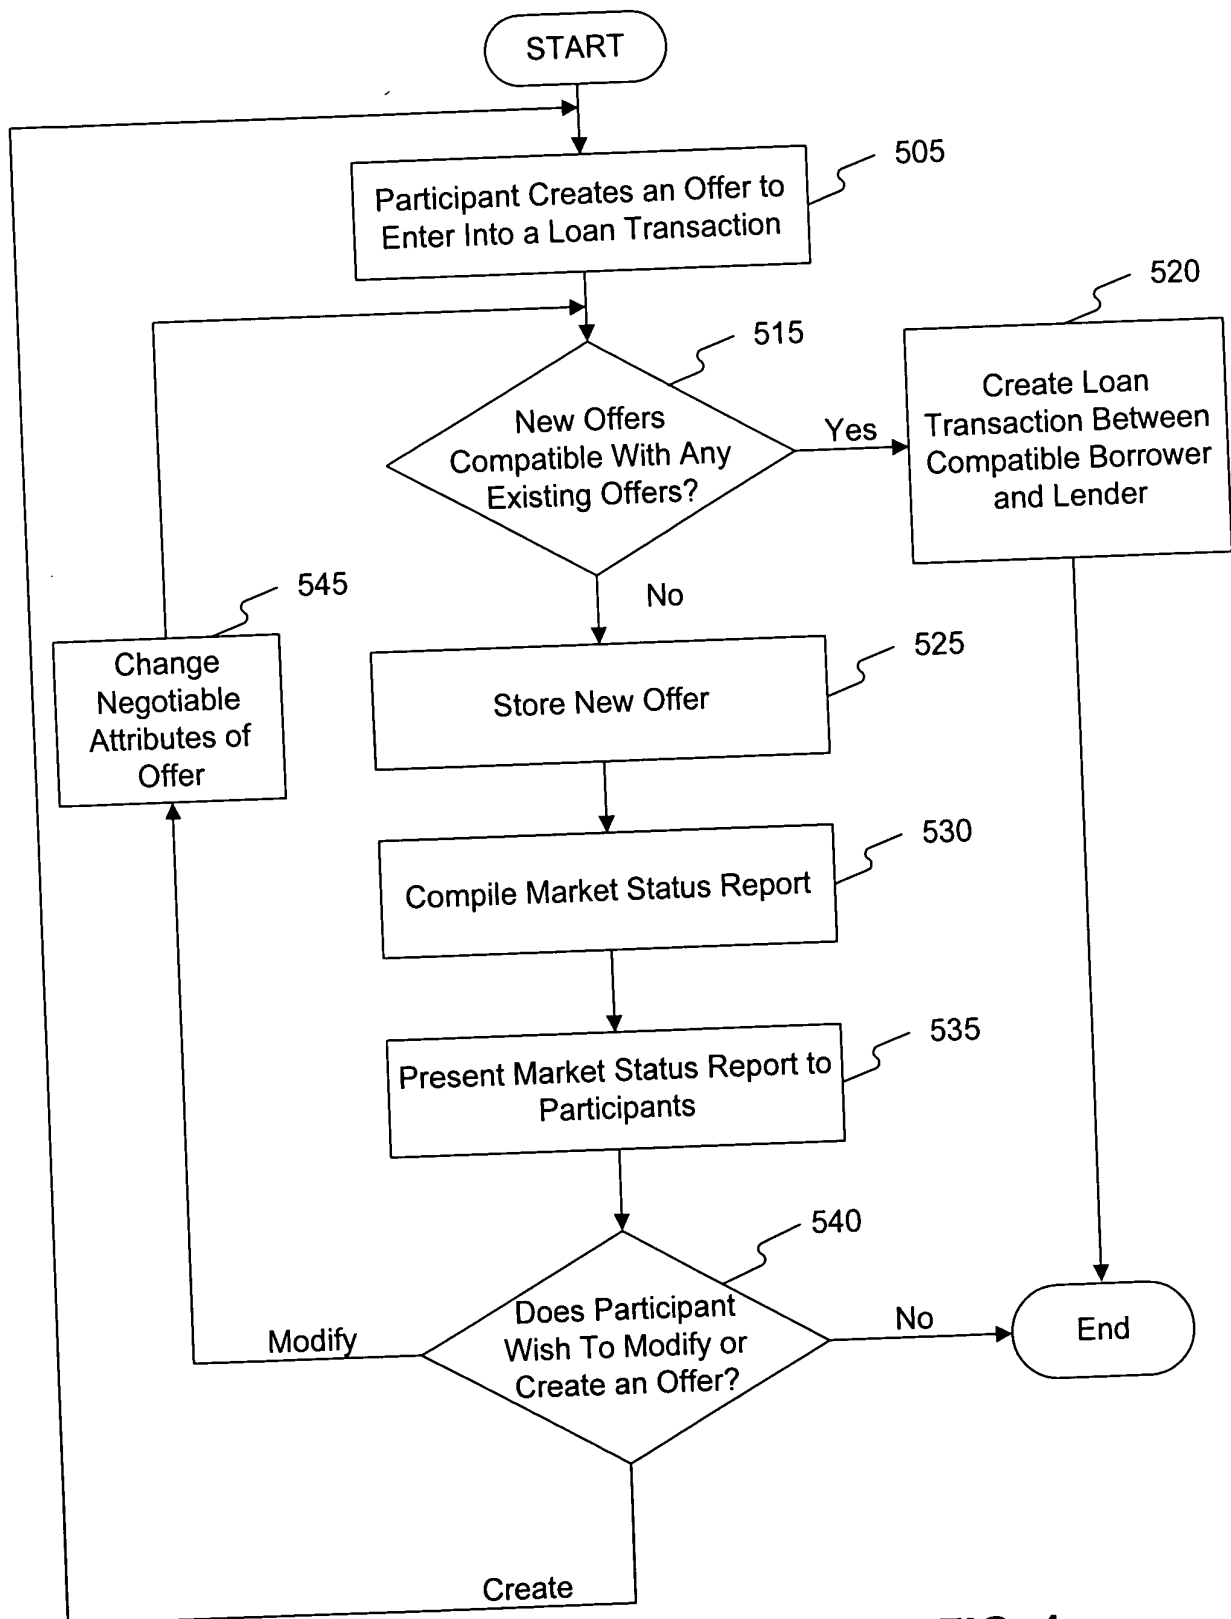 START
505
Participant Creates an Offer to
Enter Into a Loan Transaction
520
515
Create Loan
Transaction Between
Compatible Borrower
and Lender
New Offers
Compatible With Any
Existing Offers?
Yes
No
545
Change
Negotiable
Attributes of
Offer
525
Store New Offer
530
Compile Market Status Report
535
Present Market Status Report to
Participants
540
Does Participant
Wish To Modify or
Create an Offer?
Modify
No
End
Create